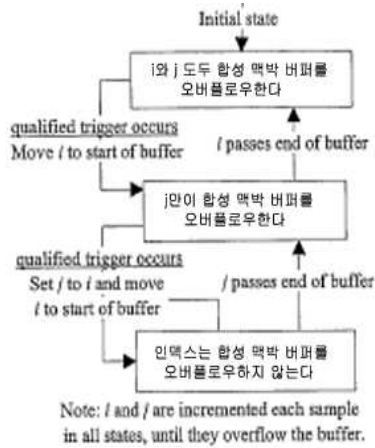 Initial state
i와 j 도두 합성 맥박 버퍼를
오버플로우한다
qualified trigger occurs
Move i to start of buffer
i passes end of buffer
j만이 합성 맥박 버퍼를
오버플로우한다
qualified trigger occurs
Set j to i and move
i to start of buffer
j passes end of buffer
인덱스는 합성 맥박 버퍼를
오버플로우하지 않는다
Note: i and j are incremented each sample
in all states, until they overflow the buffer.